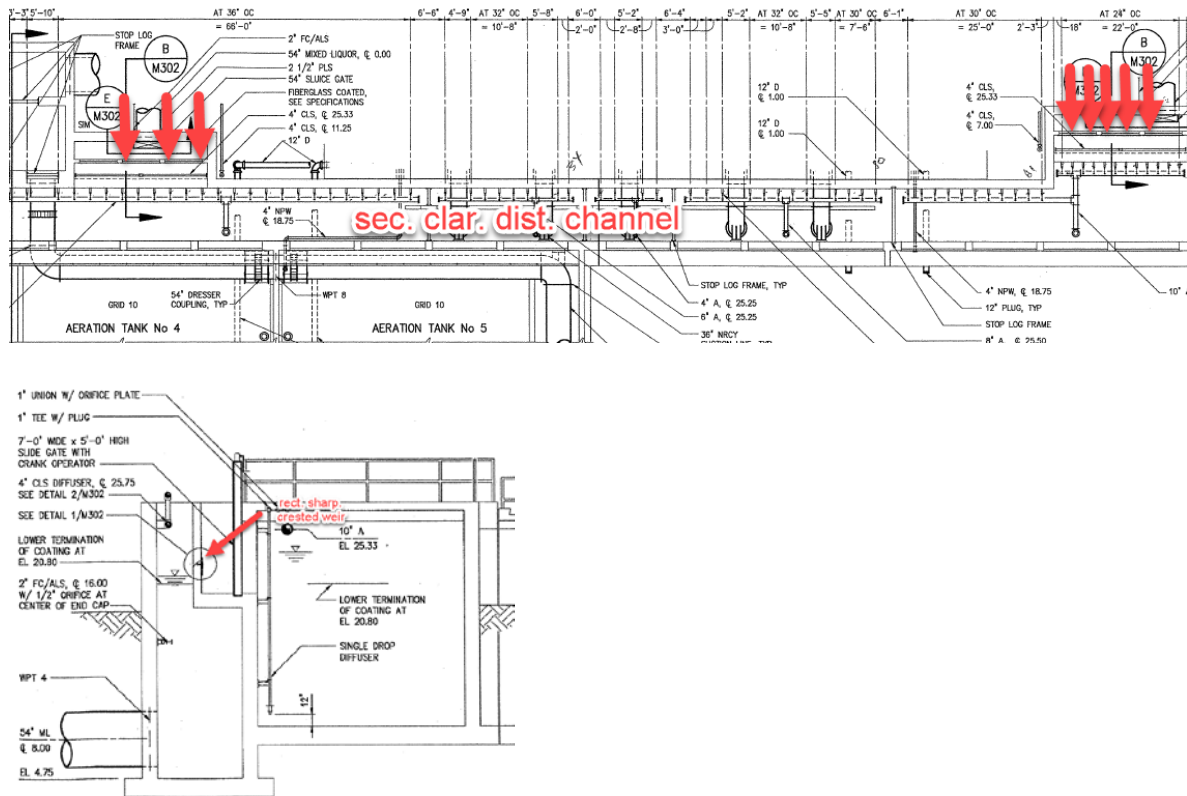 5'-3" 5'-10" AT 36" OC 6'-6" 4'-9" AT 32" OC 5'-8" 6'-0" 5'-2" 6'-4" 5'-2" AT 32" OC 5'-5" AT 30" OC 6'-1" AT 30" OC AT 24" OC
= 66'-0" = 10'-8" 2'-0" 2'-8" 3'-0" = 10'-8" = 7'-6" = 25'-0" 2'-3" 18" = 22'-0"
STOP LOG
FRAME
B
M302
E
M302
SIM
2" FC/ALS
54" MIXED LIQUOR, ℄ 0.00
2 1/2" PLS
54" SLUICE GATE
FIBERGLASS COATED,
SEE SPECIFICATIONS
4" CLS, ℄ 25.33
4" CLS, ℄ 11.25
12" D
12" D
℄ 1.00
12" D
℄ 1.00
4" CLS,
℄ 25.33
4" CLS,
℄ 7.00
B
M302
M302
4" NPW
℄ 18.75
sec. clar. dist. channel
54" DRESSER
COUPLING, TYP
WPT 8
GRID 10
AERATION TANK No 4
GRID 10
AERATION TANK No 5
STOP LOG FRAME, TYP
4" A, ℄ 25.25
6" A, ℄ 25.25
36" NRCY
SUCTION LINE, TYP
4" NPW, ℄ 18.75
12" PLUG, TYP
STOP LOG FRAME
8" A, ℄ 25.50
10"
1" UNION W/ ORIFICE PLATE
1" TEE W/ PLUG
7'-0" WIDE x 5'-0" HIGH
SLIDE GATE WITH
CRANK OPERATOR
4" CLS DIFFUSER, ℄ 25.75
SEE DETAIL 2/M302
SEE DETAIL 1/M302
LOWER TERMINATION
OF COATING AT
EL 20.80
2" FC/ALS, ℄ 16.00
W/ 1/2" ORIFICE AT
CENTER OF END CAP
WPT 4
54" ML
℄ 8.00
EL 4.75
rect. sharp.
crested weir
10" A
EL 25.33
LOWER TERMINATION
OF COATING AT
EL 20.80
SINGLE DROP
DIFFUSER
12"